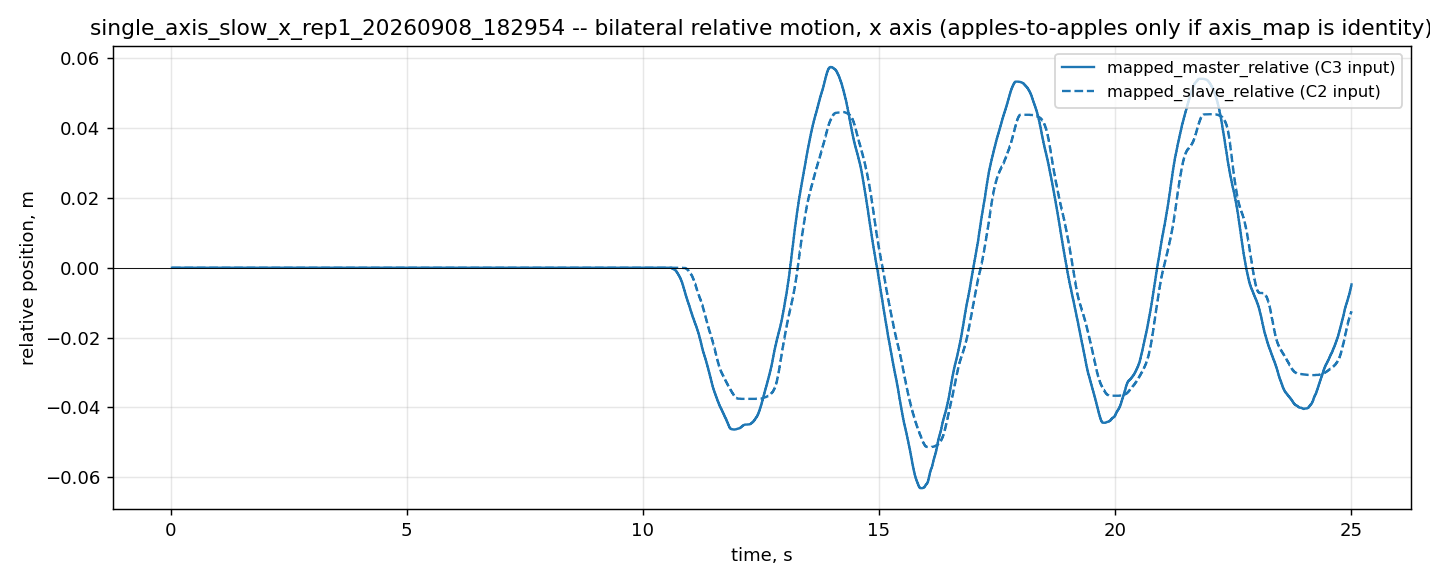 single_axis_slow_x_rep1_20260908_182954 -- bilateral relative motion, x axis (apples-to-apples only if axis_map is identity)
mapped_master_relative (C3 input)
mapped_slave_relative (C2 input)
relative position, m
0.06
0.04
0.02
0.00
−0.02
−0.04
−0.06
0
5
10
15
20
25
time, s